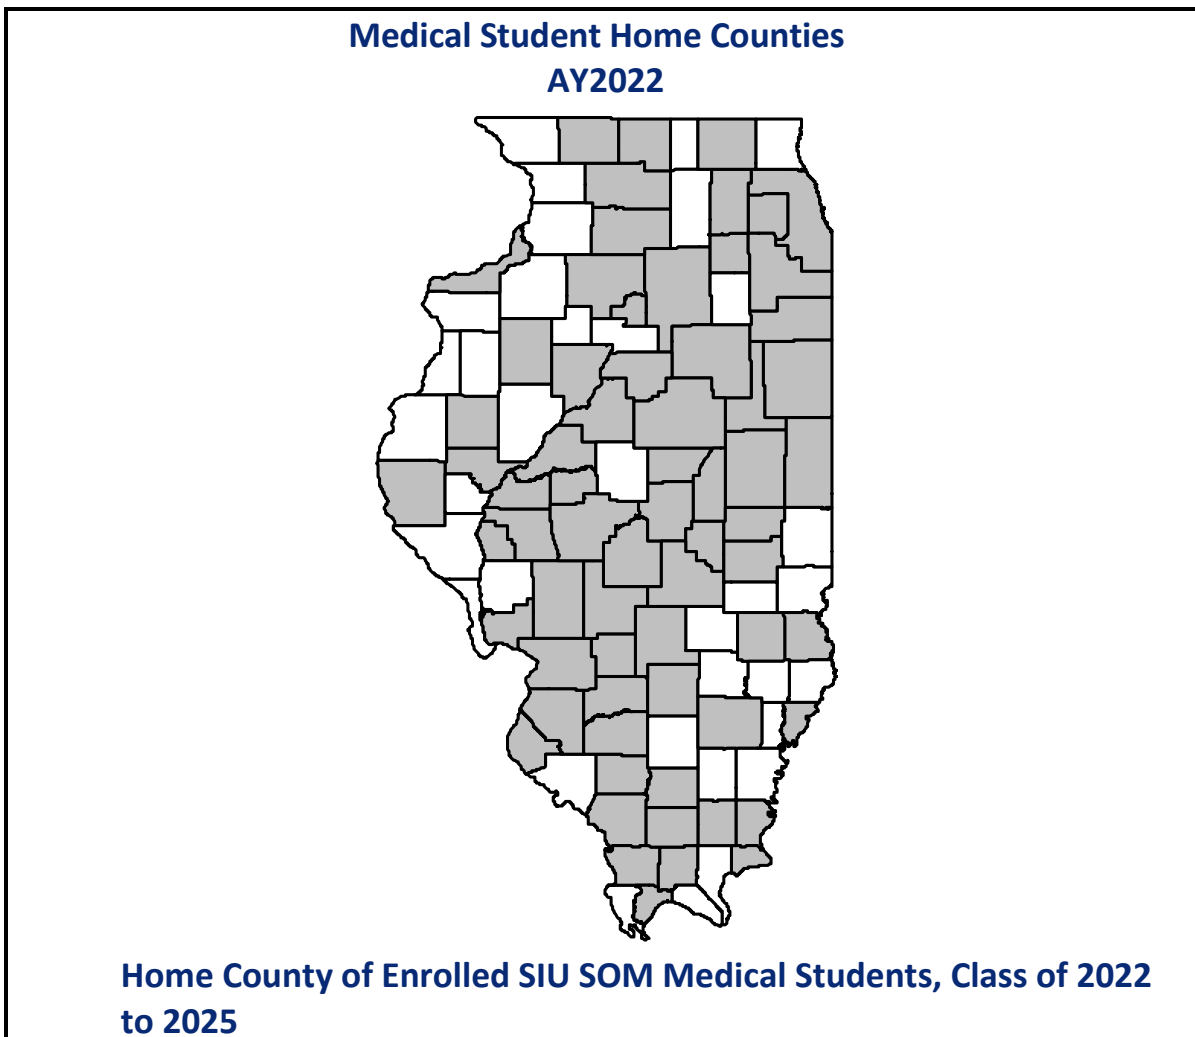 Medical Student Home Counties
AY2022
Home County of Enrolled SIU SOM Medical Students, Class of 2022
to 2025